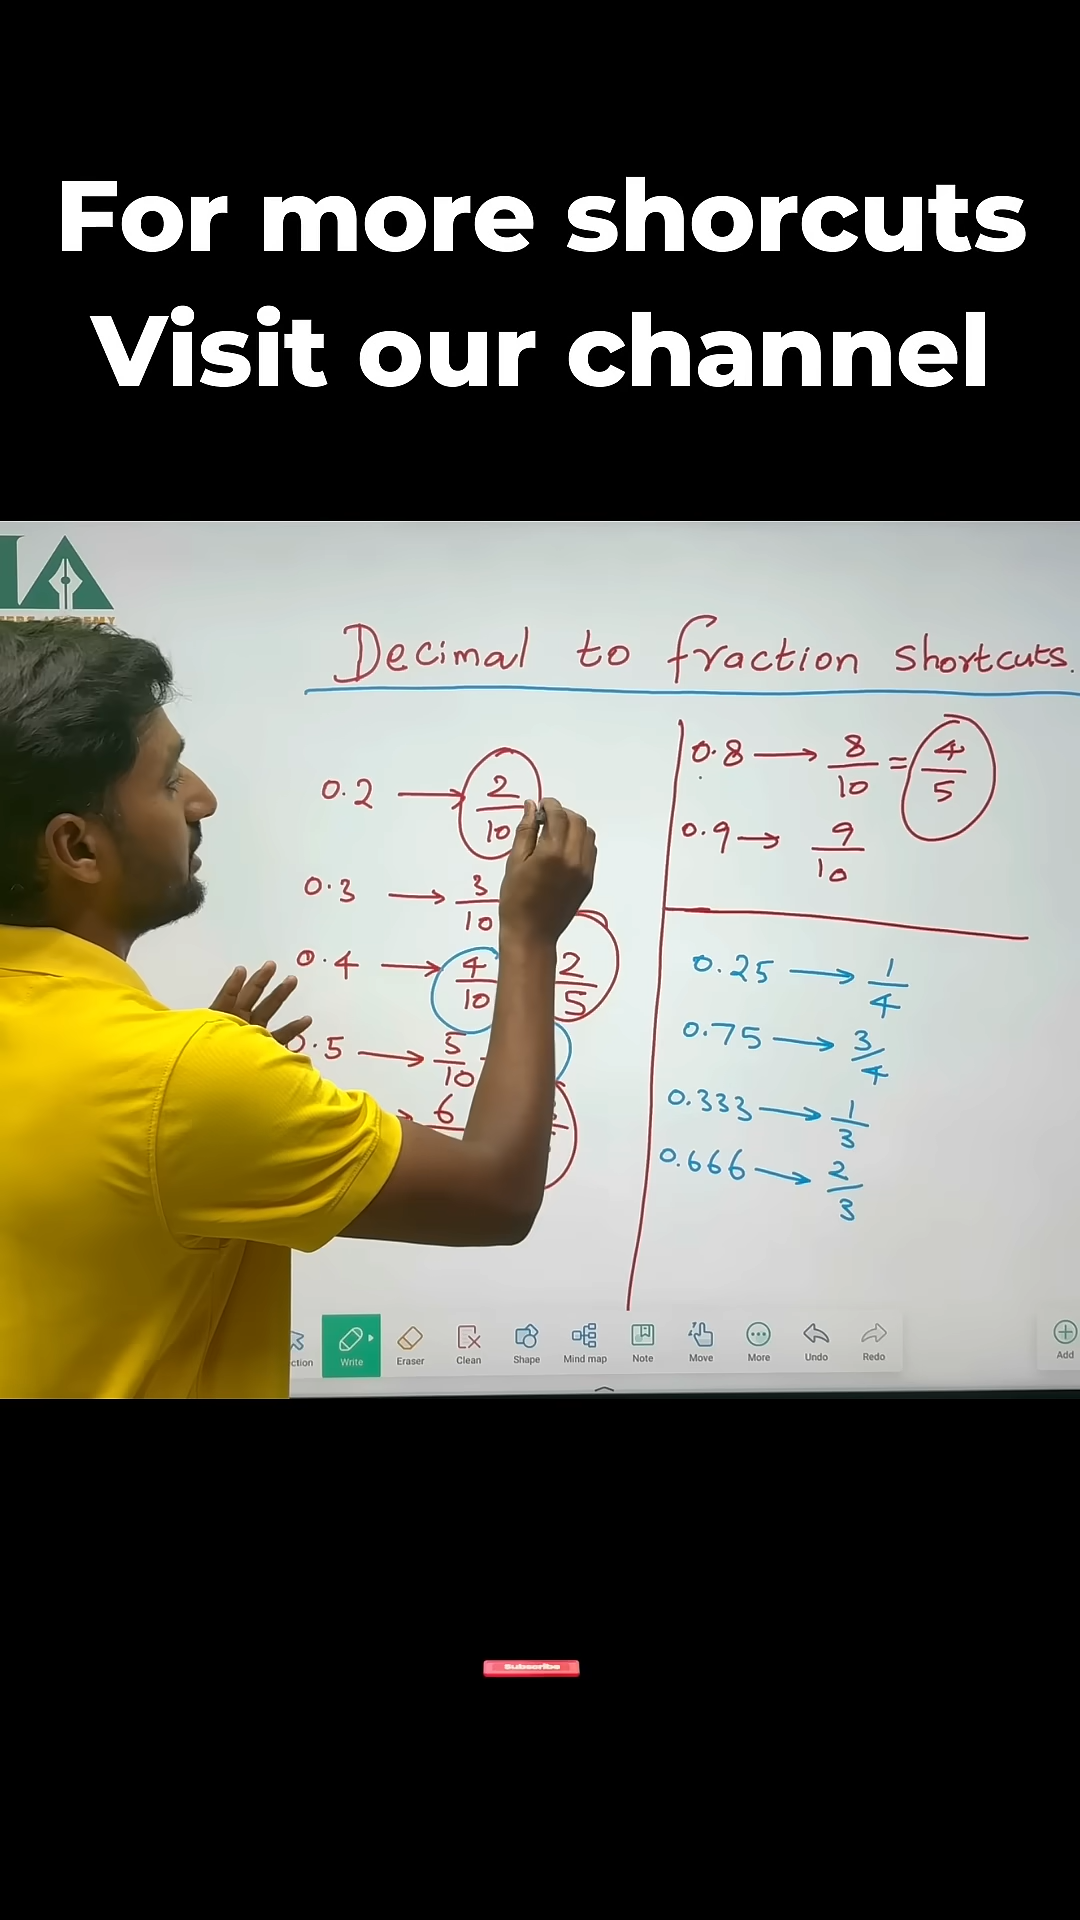 For more shorcuts
Visit our channel
Decimal to fraction shortcuts.
0.2 → 2/10
0.3 → 3/10
0.4 → 4/10 2/5
0.5 → 5/10
6
0.8 → 8/10 = 4/5
0.9 → 9/10
0.25 → 1/4
0.75 → 3/4
0.333 → 1/3
0.666 → 2/3
Write
Eraser
Clean
Shape
Mind map
Note
Move
More
Undo
Redo
Add
Subscribe